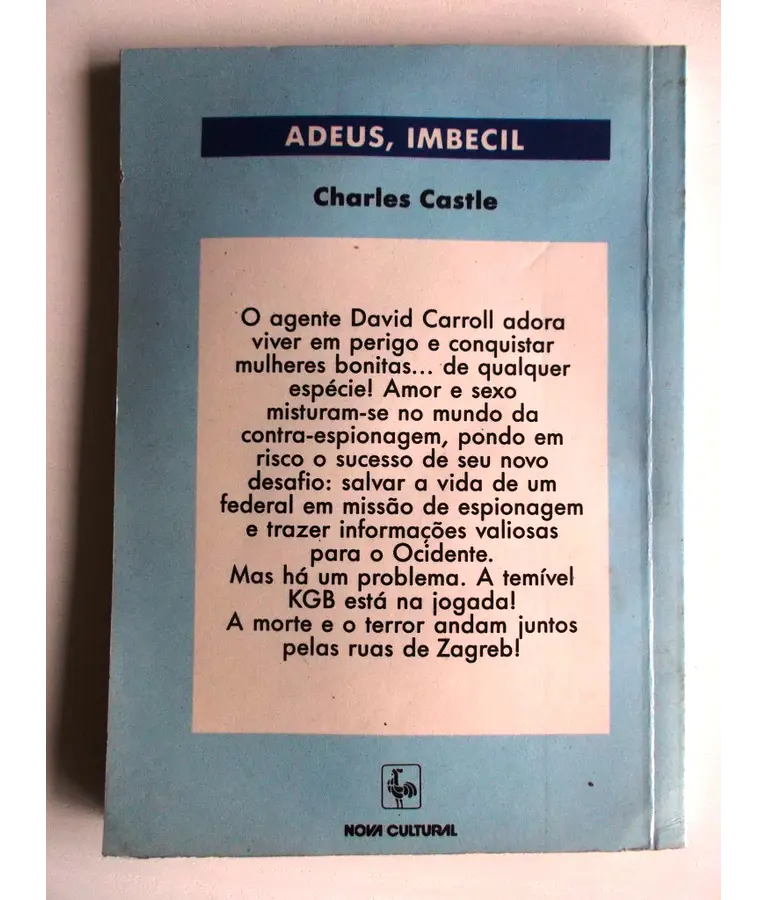 ADEUS, IMBECIL
Charles Castle
O agente David Carroll adora
viver em perigo e conquistar
mulheres bonitas... de qualquer
espécie! Amor e sexo
misturam-se no mundo da
contra-espionagem, pondo em
risco o sucesso de seu novo
desafio: salvar a vida de um
federal em missão de espionagem
e trazer informações valiosas
para o Ocidente.
Mas há um problema. A temível
KGB está na jogada!
A morte e o terror andam juntos
pelas ruas de Zagreb!
NOVA CULTURAL